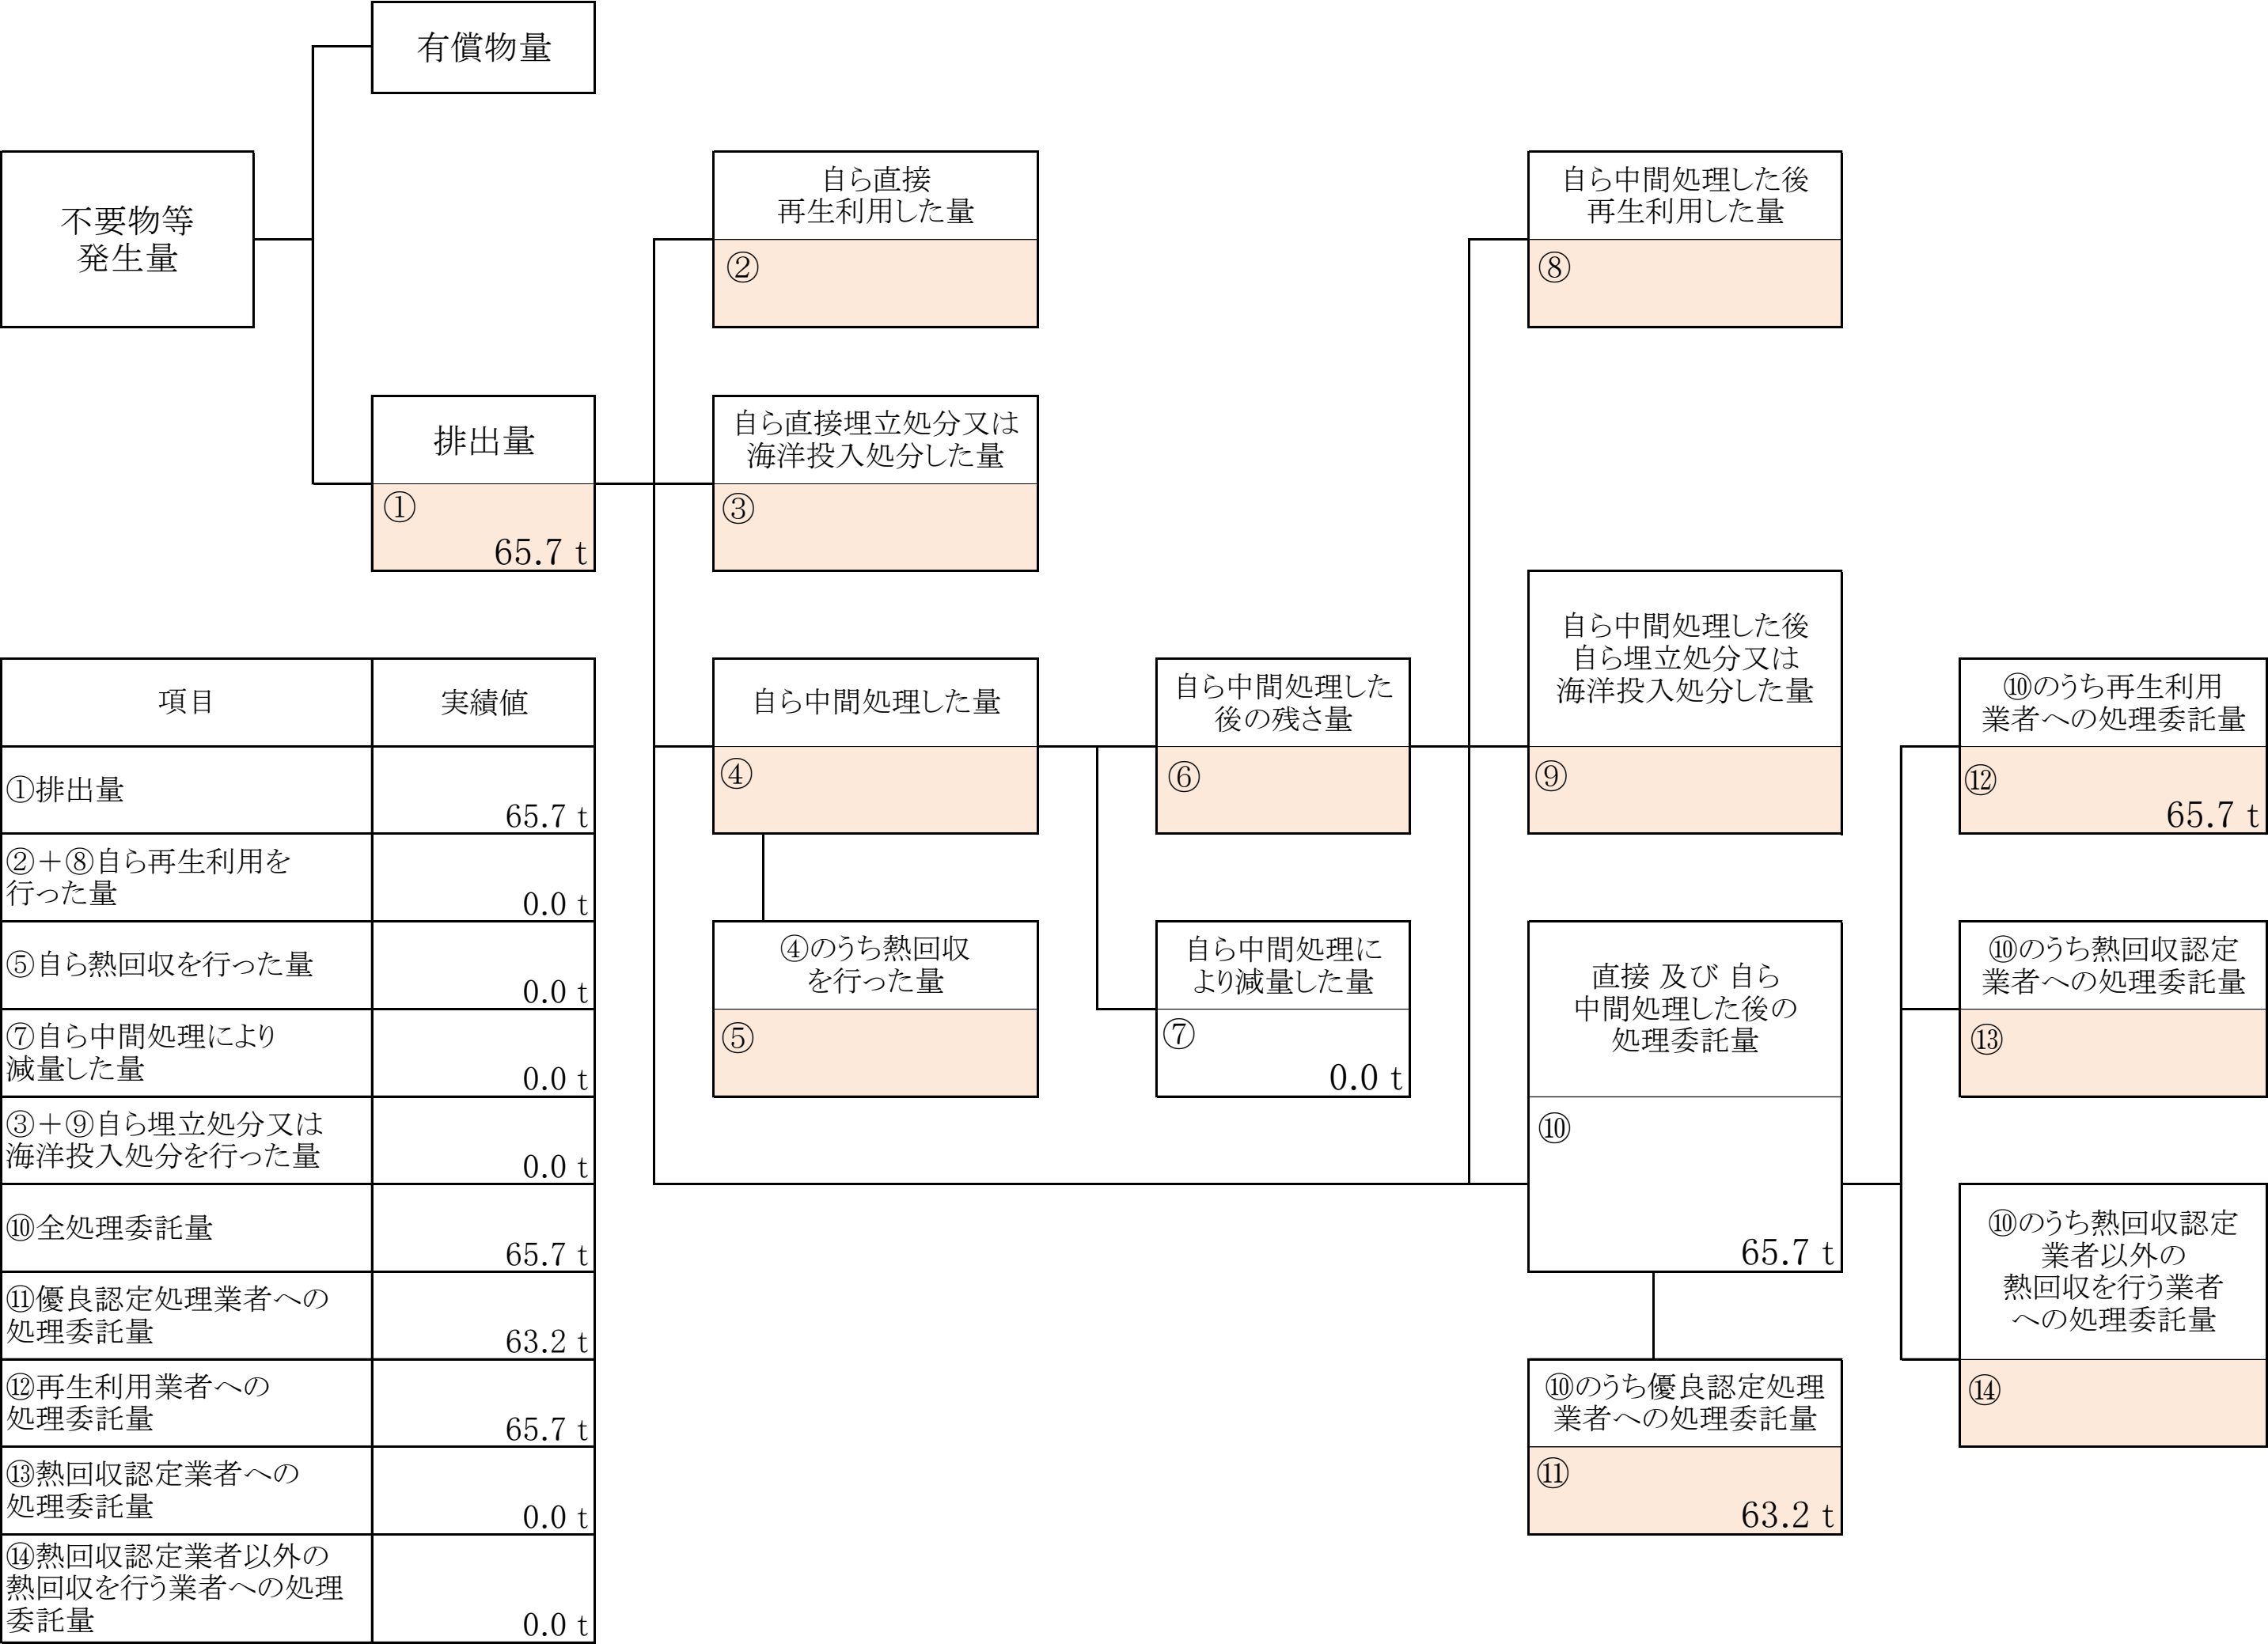 有償物量
不要物等
発生量
自ら直接
再生利用した量
②
自ら中間処理した後
再生利用した量
⑧
排出量
①
65.7 t
自ら直接埋立処分又は
海洋投入処分した量
③
自ら中間処理した後
自ら埋立処分又は
海洋投入処分した量
⑨
自ら中間処理した量
④
自ら中間処理した
後の残さ量
⑥
⑩のうち再生利用
業者への処理委託量
⑫
65.7 t
④のうち熱回収
を行った量
⑤
自ら中間処理に
より減量した量
⑦
0.0 t
直接 及び 自ら
中間処理した後の
処理委託量
⑩
65.7 t
⑩のうち熱回収認定
業者への処理委託量
⑬
⑩のうち熱回収認定
業者以外の
熱回収を行う業者
への処理委託量
⑭
⑩のうち優良認定処理
業者への処理委託量
⑪
63.2 t
項目 実績値
①排出量
65.7 t
②+⑧自ら再生利用を
行った量
0.0 t
⑤自ら熱回収を行った量
0.0 t
⑦自ら中間処理により
減量した量
0.0 t
③+⑨自ら埋立処分又は
海洋投入処分を行った量
0.0 t
⑩全処理委託量
65.7 t
⑪優良認定処理業者への
処理委託量
63.2 t
⑫再生利用業者への
処理委託量
65.7 t
⑬熱回収認定業者への
処理委託量
0.0 t
⑭熱回収認定業者以外の
熱回収を行う業者への処理
委託量
0.0 t